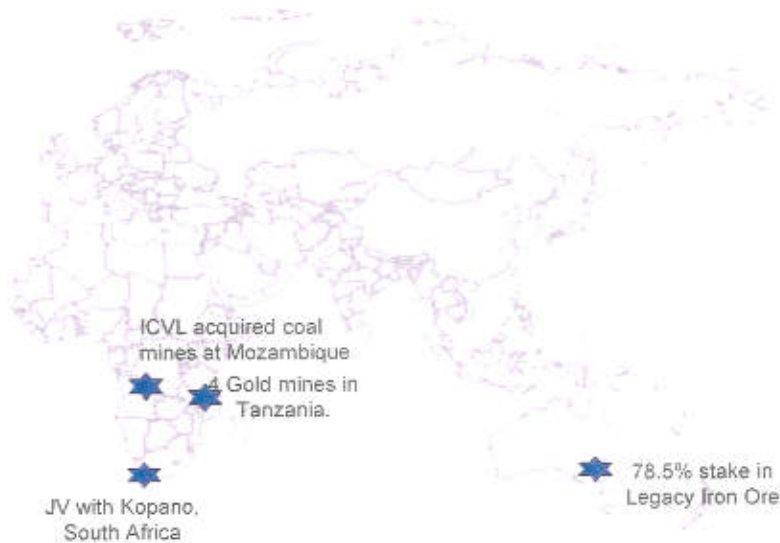 ICVL acquired coal
mines at Mozambique
4 Gold mines in
Tanzania.
78.5% stake in
Legacy Iron Ore
JV with Kopano,
South Africa